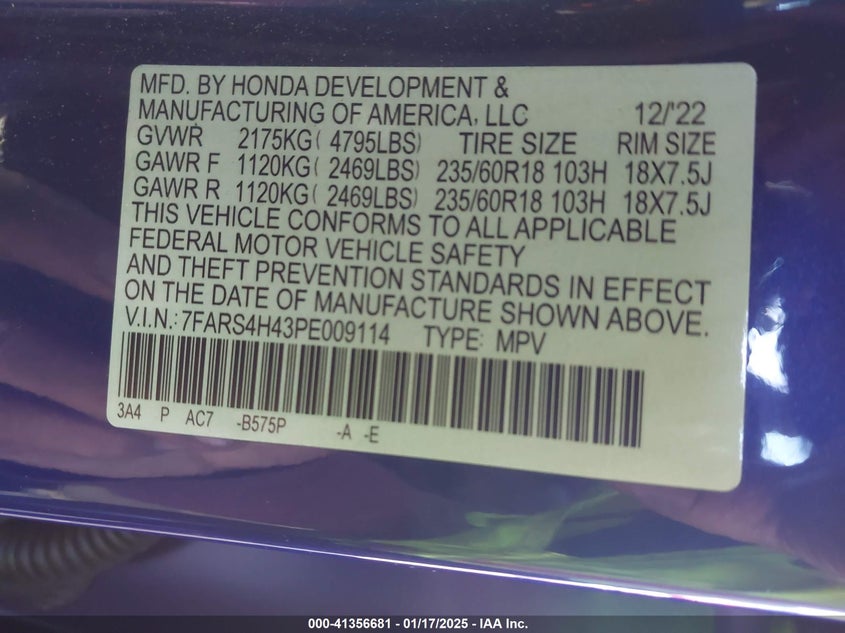 MFD. BY HONDA DEVELOPMENT &
MANUFACTURING OF AMERICA, LLC 12/'22
GVWR 2175KG( 4795LBS) TIRE SIZE RIM SIZE
GAWR F 1120KG( 2469LBS) 235/60R18 103H 18X7.5J
GAWR R 1120KG( 2469LBS) 235/60R18 103H 18X7.5J
THIS VEHICLE CONFORMS TO ALL APPLICABLE
FEDERAL MOTOR VEHICLE SAFETY
AND THEFT PREVENTION STANDARDS IN EFFECT
ON THE DATE OF MANUFACTURE SHOWN ABOVE.
V.I.N.: 7FARS4H43PE009114 TYPE: MPV
3A4 P AC7 -B575P -A -E
000-41356681 - 01/17/2025 - IAA Inc.